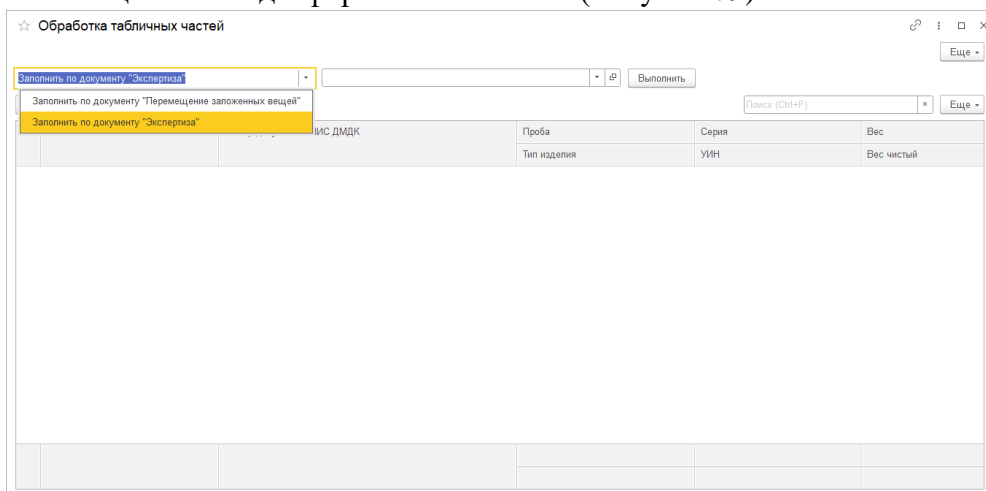 Обработка табличных частей
Еще
Заполнить по документу "Экспертиза"
Выполнить
Заполнить по документу "Перемещение заложенных вещей"
Поиск (Ctrl+F)
×
Еще
Заполнить по документу "Экспертиза"
ИС ДМДК
Проба
Серия
Вес
Тип изделия
УИН
Вес чистый